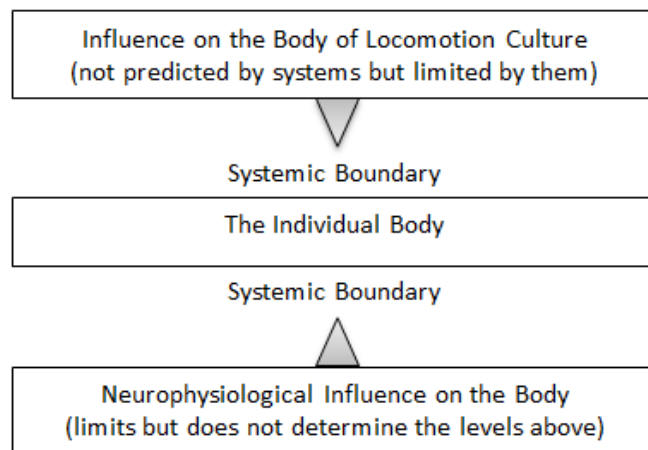 Influence on the Body of Locomotion Culture
(not predicted by systems but limited by them)
Systemic Boundary
The Individual Body
Systemic Boundary
Neurophysiological Influence on the Body
(limits but does not determine the levels above)